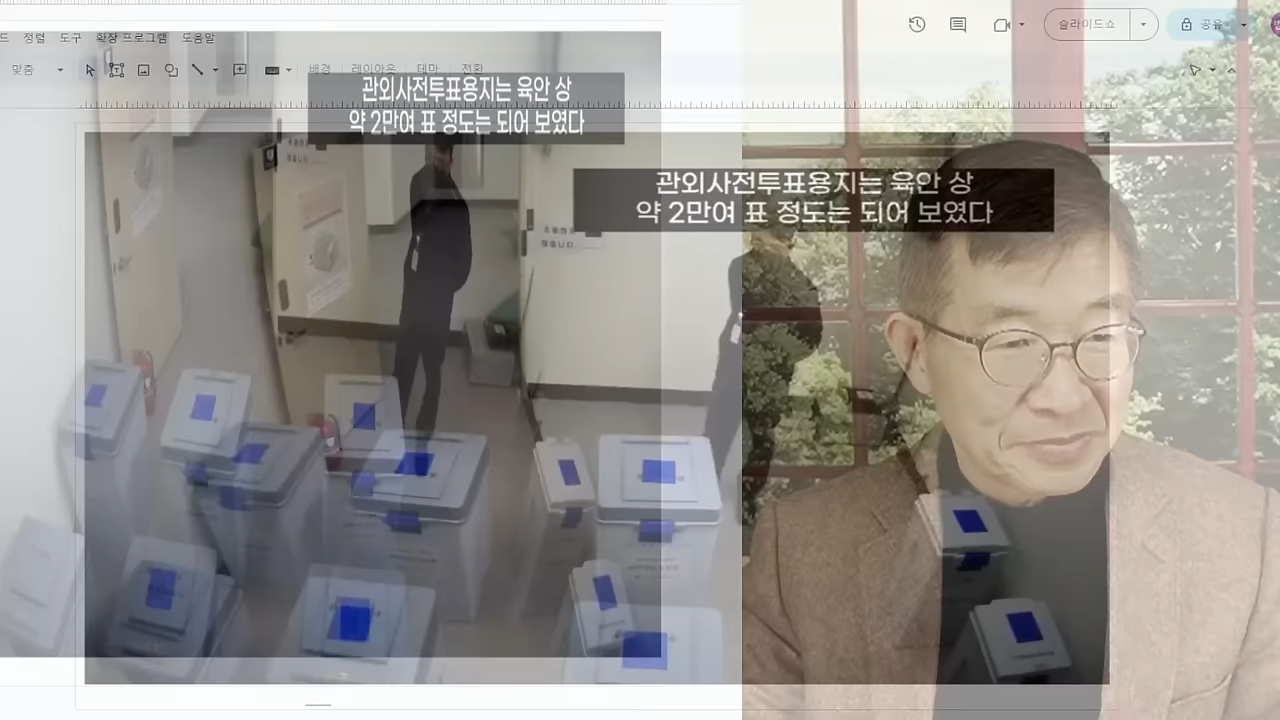 정렬 도구 확장 프로그램 도움말
슬라이드쇼
공유
맞춤
배경 레이아웃 테마 전환
관외사전투표용지는 육안 상
약 2만여 표 정도는 되어 보였다
관외사전투표용지는 육안 상
약 2만여 표 정도는 되어 보였다